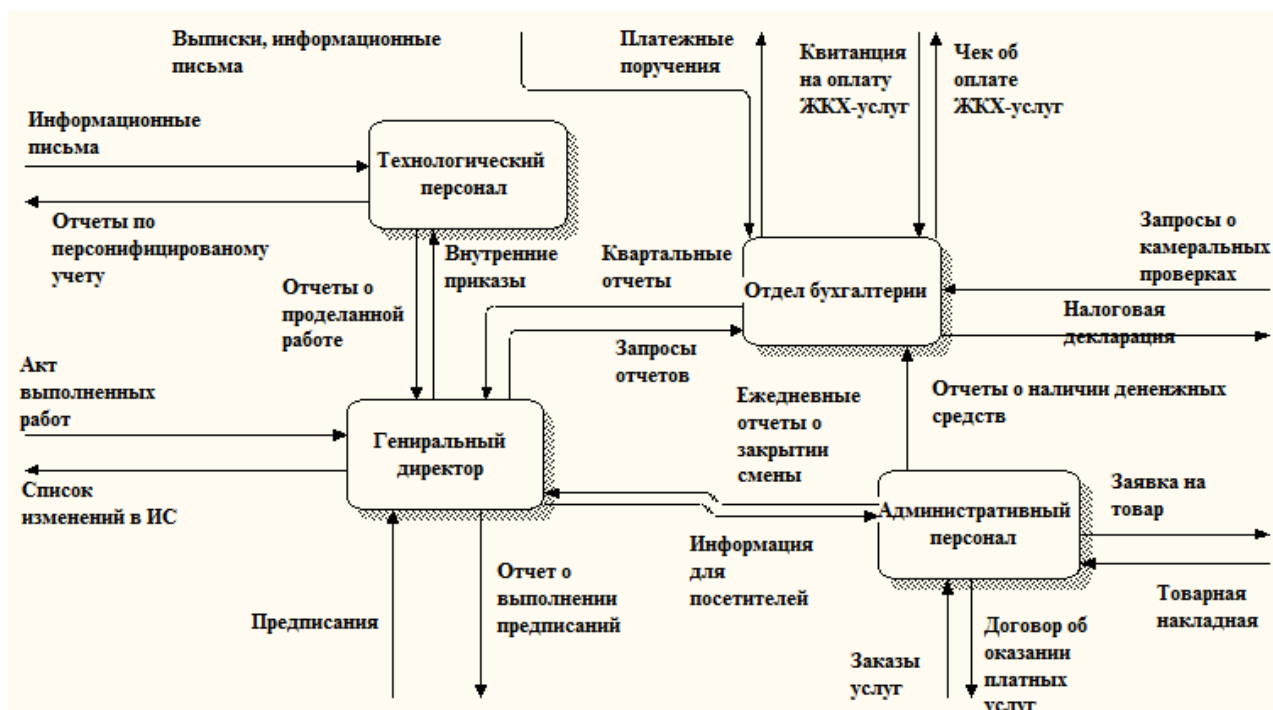 Выписки, информационные
письма
Платежные
поручения
Квитанция
на оплату
ЖКХ-услуг
Чек об
оплате
ЖКХ-услуг
Информационные
письма
Технологический
персонал
Отчеты по
персонифицированому
учету
Внутренние
приказы
Отчеты о
проделанной
работе
Квартальные
отчеты
Запросы
отчетов
Отдел бухгалтерии
Запросы о
камеральных
проверках
Налоговая
декларация
Акт
выполненных
работ
Гениральный
директор
Список
изменений в ИС
Ежедневные
отчеты о
закрытии
смены
Отчеты о наличии дененжных
средств
Административный
персонал
Заявка на
товар
Информация
для
посетителей
Товарная
накладная
Предписания
Отчет о
выполнении
предписаний
Заказы
услуг
Договор об
оказании
платных
услуг